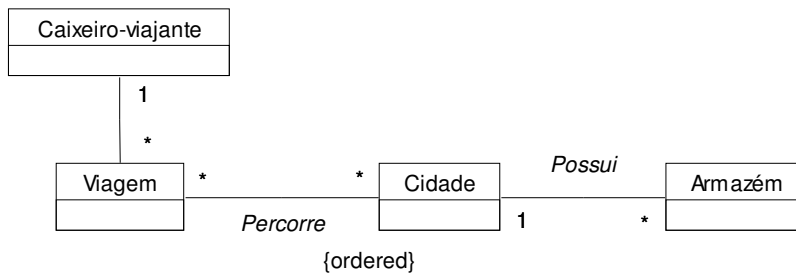 Caixeiro-viajante
1
*
Viagem
*
Percorre
*
Cidade
{ordered}
Possui
1
*
Armazém